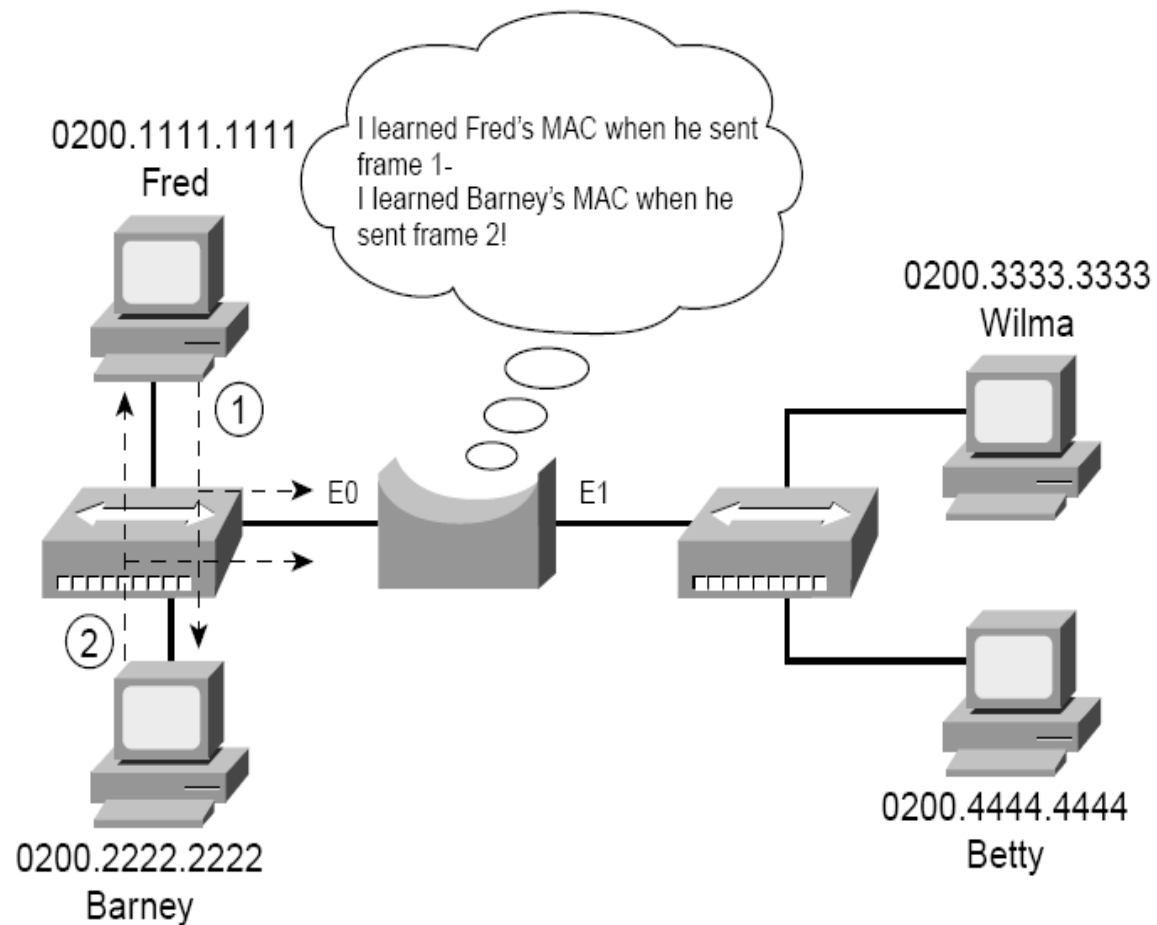 I learned Fred's MAC when he sent
frame 1-
I learned Barney's MAC when he
sent frame 2!
0200.1111.1111
Fred
0200.3333.3333
Wilma
1
E0
E1
2
0200.2222.2222
Barney
0200.4444.4444
Betty